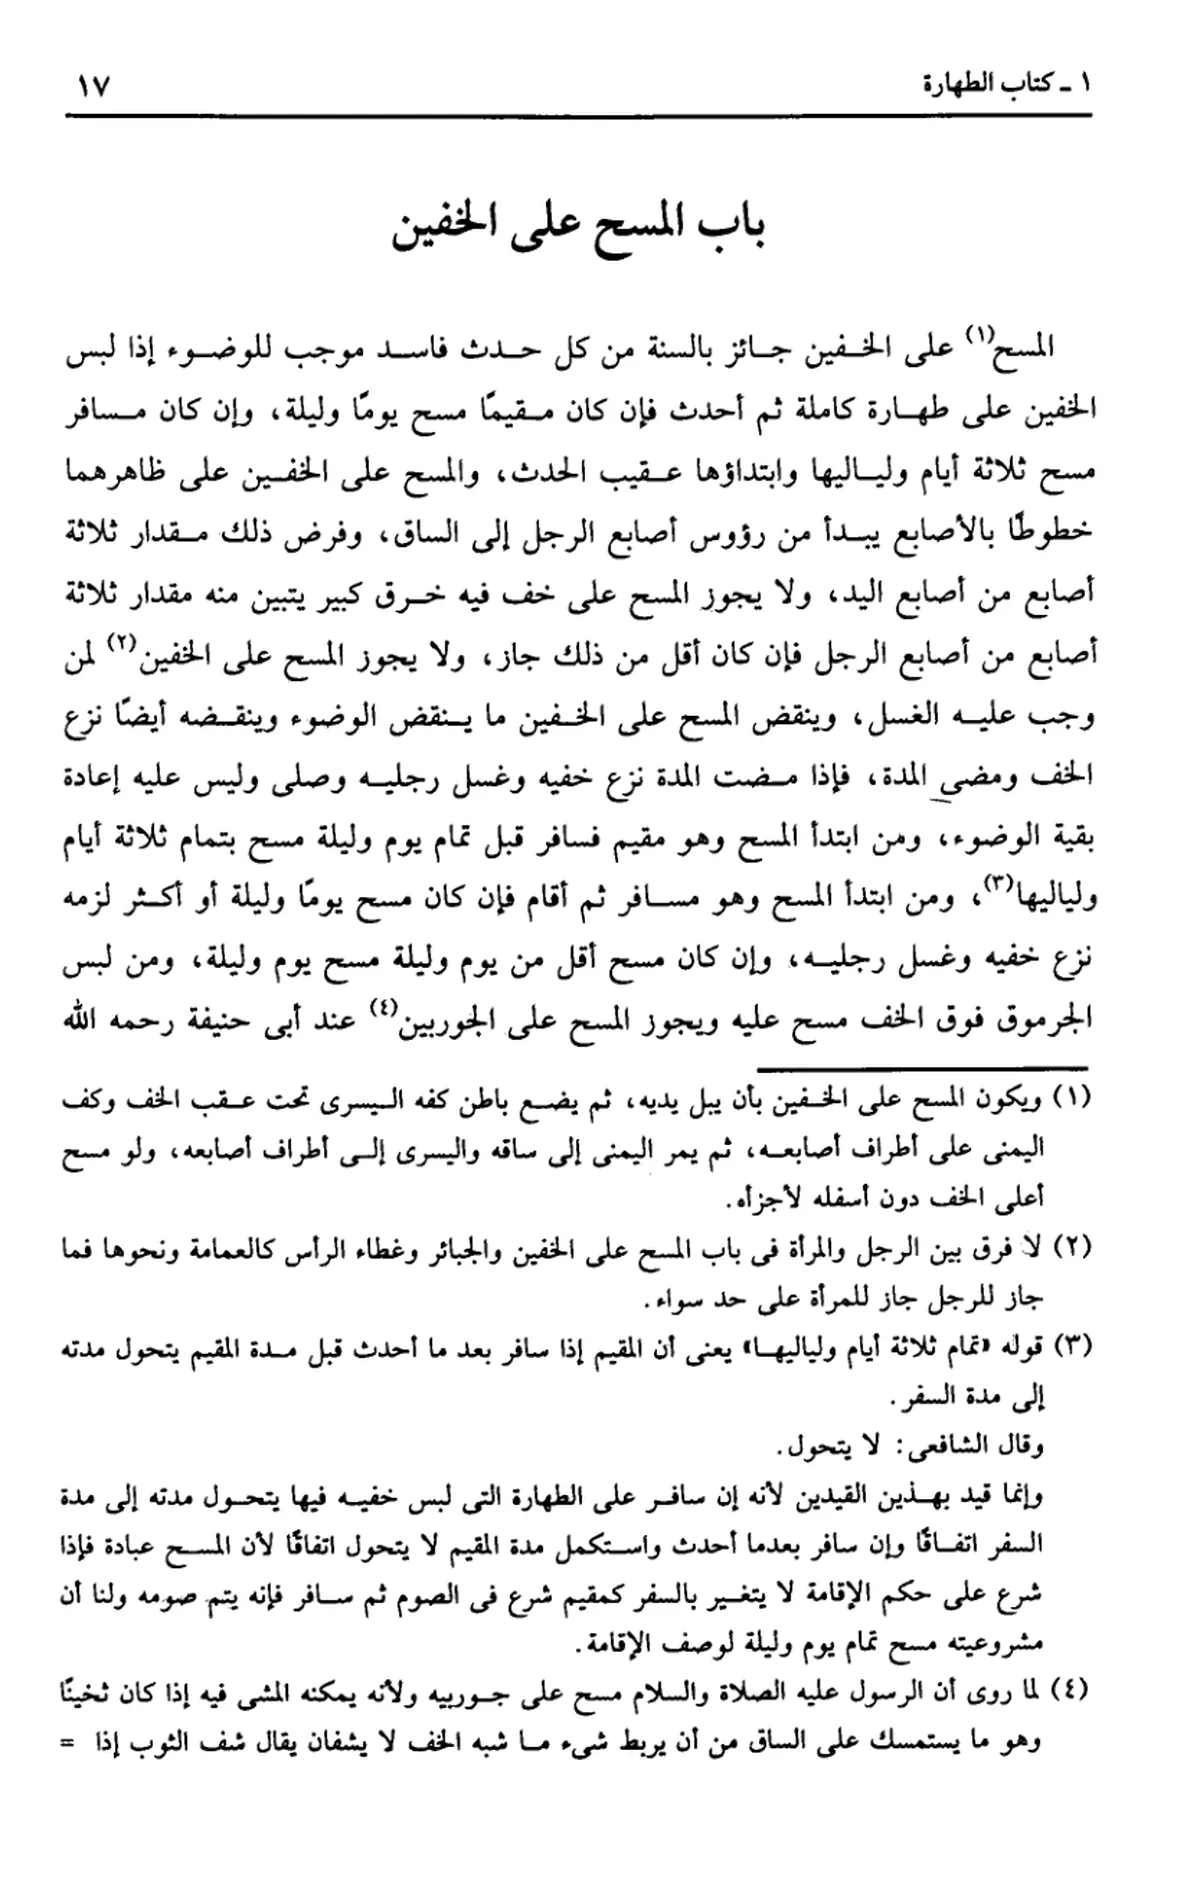 ١ ـ كتاب الطهارة ١٧
باب المسح على الخفين
المسح(١) على الخفين جائز بالسنة من كل حدث فاسد موجب للوضوء إذا لبس
الخفين على طهارة كاملة ثم أحدث فإن كان مقيمًا مسح يومًا وليلة، وإن كان مسافر
مسح ثلاثة أيام ولياليها وابتداؤها عقيب الحدث، والمسح على الخفين على ظاهرهما
خطوطًا بالأصابع يبدأ من رؤوس أصابع الرجل إلى الساق، وفرض ذلك مقدار ثلاثة
أصابع من أصابع اليد، ولا يجوز المسح على خف فيه خرق كبير يتبين منه مقدار ثلاثة
أصابع من أصابع الرجل فإن كان أقل من ذلك جاز، ولا يجوز المسح على الخفين(٢) لمن
وجب عليه الغسل، وينقض المسح على الخفين ما ينقض الوضوء وينقضه أيضًا نزع
الخف ومضى المدة، فإذا مضت المدة نزع خفيه وغسل رجليه وصلى وليس عليه إعادة
بقية الوضوء، ومن ابتدأ المسح وهو مقيم فسافر قبل تمام يوم وليلة مسح بتمام ثلاثة أيام
ولياليها(٣)، ومن ابتدأ المسح وهو مسافر ثم أقام فإن كان مسح يومًا وليلة أو أكثر لزمه
نزع خفيه وغسل رجليه، وإن كان مسح أقل من يوم وليلة مسح يوم وليلة، ومن لبس
الجرموق فوق الخف مسح عليه ويجوز المسح على الجوربين(٤) عند أبى حنيفة رحمه الله
(١) ويكون المسح على الخفين بأن يبل يديه، ثم يضع باطن كفه اليسرى تحت عقب الخف وكف
اليمنى على أطراف أصابعه، ثم يمر اليمنى إلى ساقه واليسرى إلى أطراف أصابعه، ولو مسح
أعلى الخف دون أسفله لأجزأه.
(٢) لا فرق بين الرجل والمرأة فى باب المسح على الخفين والجبائر وغطاء الرأس كالعمامة ونحوها فما
جاز للرجل جاز للمرأة على حد سواء.
(٣) قوله «تمام ثلاثة أيام ولياليها» يعنى أن المقيم إذا سافر بعد ما أحدث قبل مدة المقيم يتحول مدته
إلى مدة السفر.
وقال الشافعى: لا يتحول.
وإنما قيد بهذين القيدين لأنه إن سافر على الطهارة التى لبس خفيه فيها يتحول مدته إلى مدة
السفر اتفاقًا وإن سافر بعدما أحدث واستكمل مدة المقيم لا يتحول اتفاقًا لأن المسح عبادة فإذا
شرع على حكم الإقامة لا يتغير بالسفر كمقيم شرع فى الصوم ثم سافر فإنه يتم صومه ولنا أن
مشروعيته مسح تمام يوم وليلة لوصف الإقامة.
(٤) لما روى أن الرسول عليه الصلاة والسلام مسح على جوربيه ولأنه يمكنه المشى فيه إذا كان ثخينًا
وهو ما يستمسك على الساق من أن يربط شىء ما شبه الخف لا يشفان يقال شف الثوب إذا =